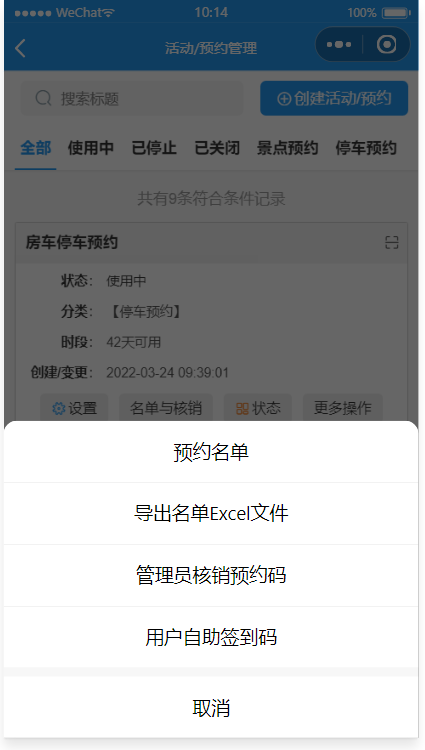 WeChat
10:14
100%
活动/预约管理
搜索标题
创建活动/预约
全部 使用中 已停止 已关闭 景点预约 停车预约
共有9条符合条件记录
房车停车预约
状态: 使用中
分类: 【停车预约】
时段: 42天可用
创建/变更: 2022-03-24 09:39:01
设置 名单与核销 状态 更多操作
预约名单
导出名单Excel文件
管理员核销预约码
用户自助签到码
取消